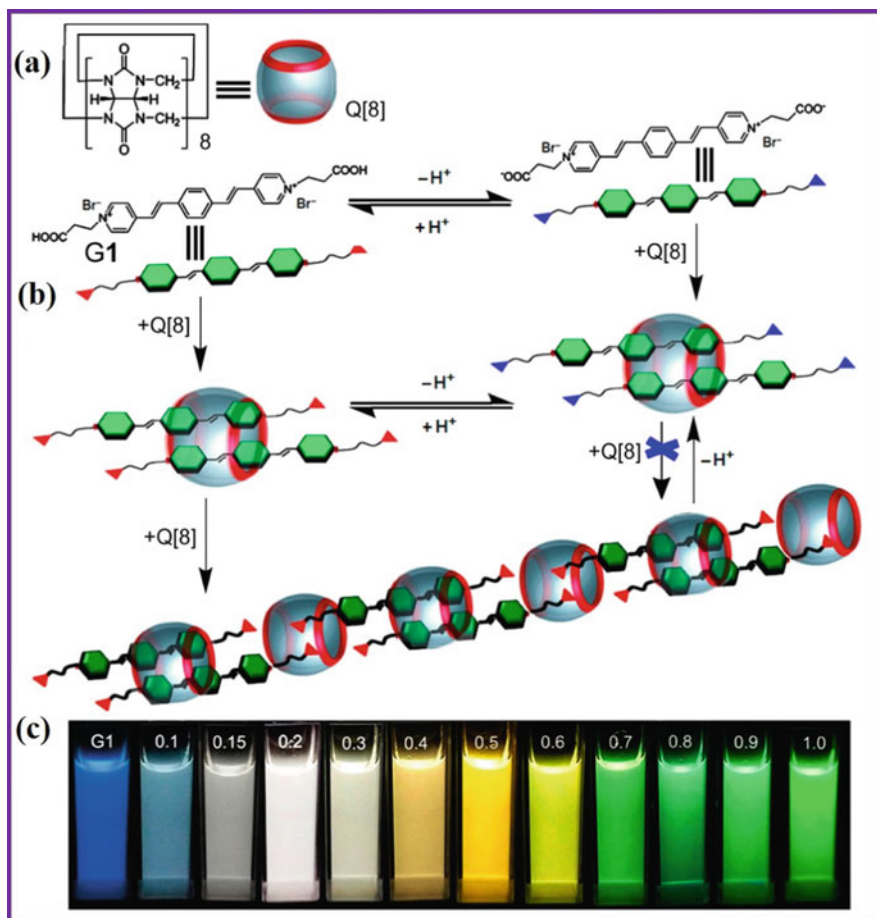 (a)
O
N N CH₂
H H
N N CH₂
O
8
Q[8]
COO⁻
Br⁻
N⁺
N⁺
Br⁻
⁻OOC
COOH
Br⁻
N⁺
N⁺
Br⁻
HOOC
G1
–H⁺
+H⁺
+Q[8]
(b)
+Q[8]
–H⁺
+H⁺
+Q[8]
–H⁺
+Q[8]
(c)
G1 0.1 0.15 0.2 0.3 0.4 0.5 0.6 0.7 0.8 0.9 1.0